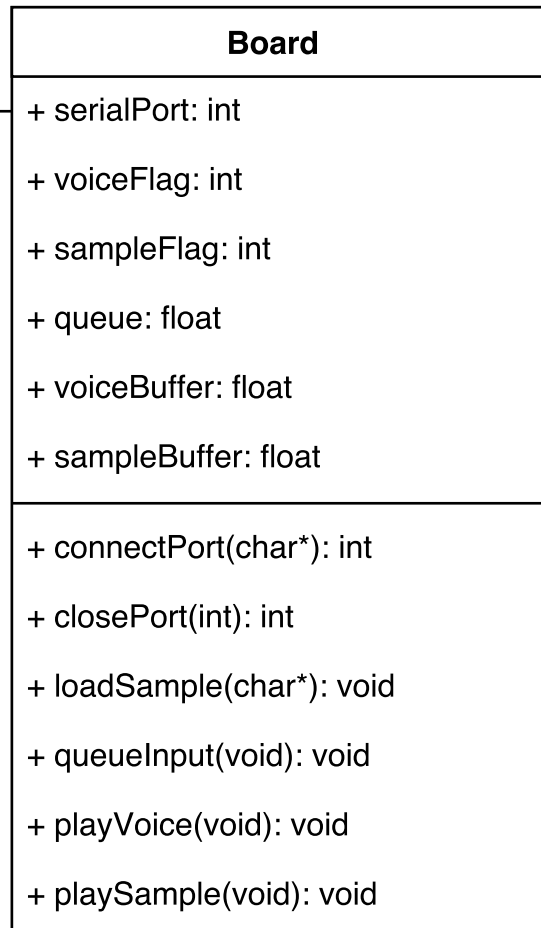 Board
+ serialPort: int
+ voiceFlag: int
+ sampleFlag: int
+ queue: float
+ voiceBuffer: float
+ sampleBuffer: float
+ connectPort(char*): int
+ closePort(int): int
+ loadSample(char*): void
+ queueInput(void): void
+ playVoice(void): void
+ playSample(void): void